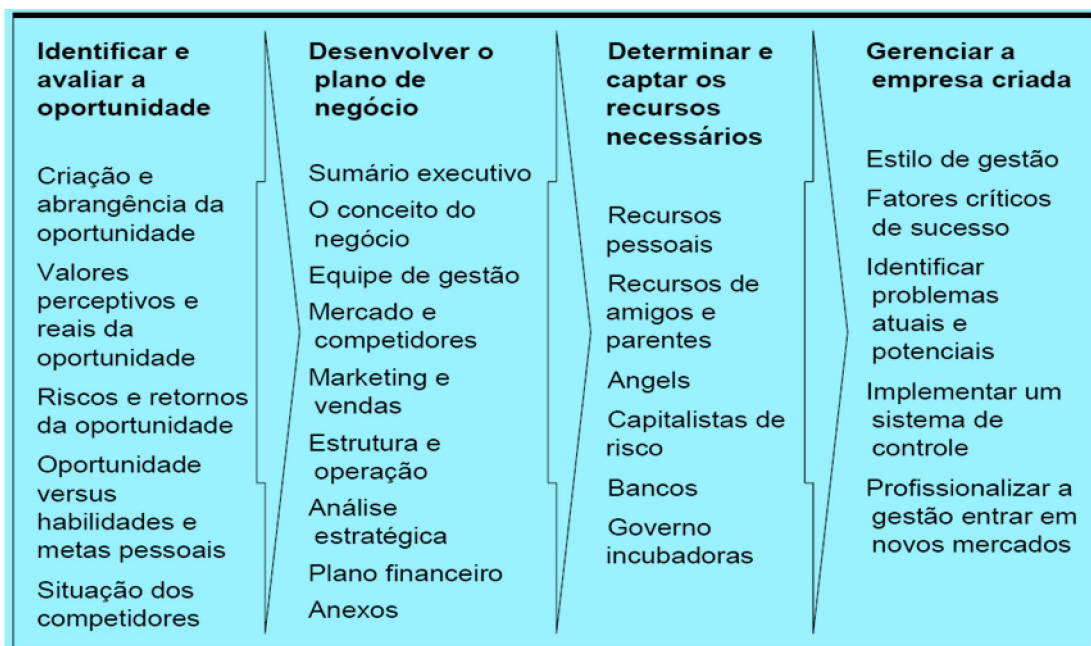 Identificar e
avaliar a
oportunidade
Criação e
abrangência da
oportunidade
Valores
perceptivos e
reais da
oportunidade
Riscos e retornos
da oportunidade
Oportunidade
versus
habilidades e
metas pessoais
Situação dos
competidores
Desenvolver o
plano de
negócio
Sumário executivo
O conceito do
negócio
Equipe de gestão
Mercado e
competidores
Marketing e
vendas
Estrutura e
operação
Análise
estratégica
Plano financeiro
Anexos
Determinar e
captar os
recursos
necessários
Recursos
pessoais
Recursos de
amigos e
parentes
Angels
Capitalistas de
risco
Bancos
Governo
incubadoras
Gerenciar a
empresa criada
Estilo de gestão
Fatores críticos
de sucesso
Identificar
problemas
atuais e
potenciais
Implementar um
sistema de
controle
Profissionalizar a
gestão entrar em
novos mercados